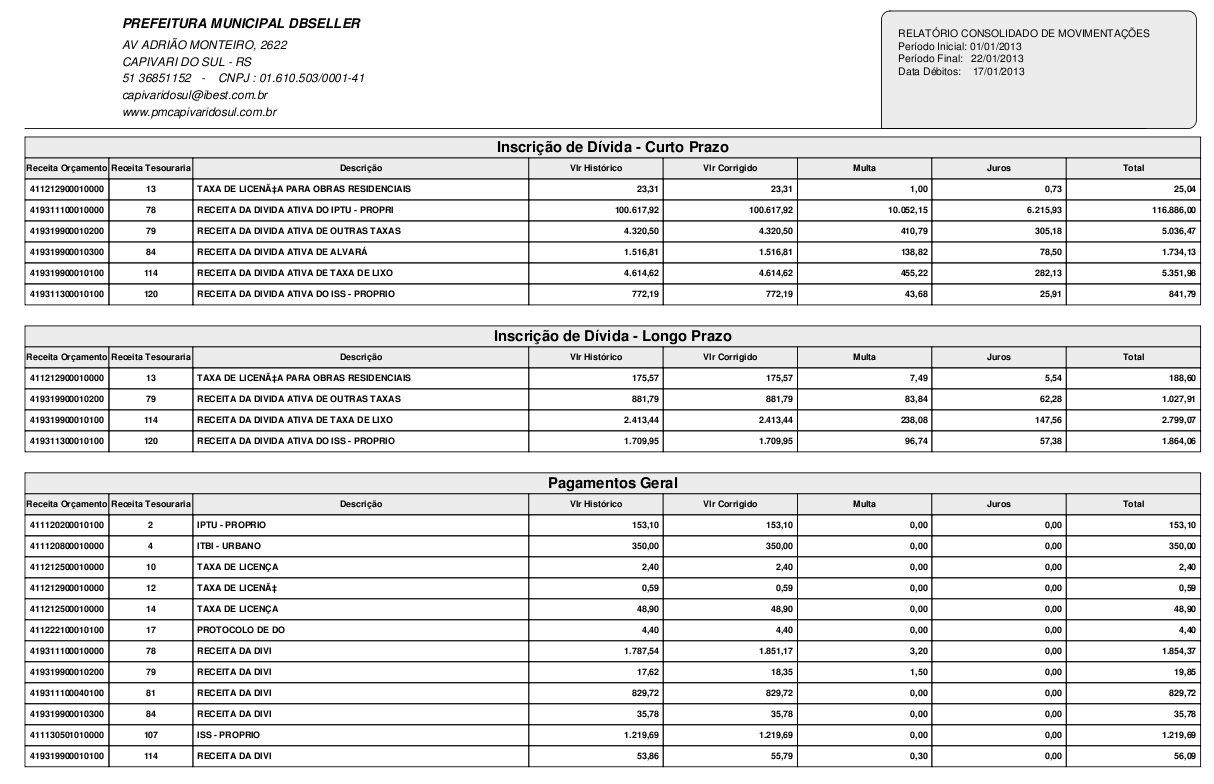 PREFEITURA MUNICIPAL DBSELLER
AV ADRIÃO MONTEIRO, 2622
CAPIVARI DO SUL - RS
51 36851152 - CNPJ : 01.610.503/0001-41
capivaridosul@ibest.com.br
www.pmcapivaridosul.com.br
RELATÓRIO CONSOLIDADO DE MOVIMENTAÇÕES
Período Inicial: 01/01/2013
Período Final: 22/01/2013
Data Débitos: 17/01/2013
Inscrição de Dívida - Curto Prazo
Receita Orçamento Receita Tesouraria Descrição Vlr Histórico Vlr Corrigido Multa Juros Total
411212900010000 13 TAXA DE LICENÃ‡A PARA OBRAS RESIDENCIAIS 23,31 23,31 1,00 0,73 25,04
419311100010000 78 RECEITA DA DIVIDA ATIVA DO IPTU - PROPRI 100.617,92 100.617,92 10.052,15 6.215,93 116.886,00
419319900010200 79 RECEITA DA DIVIDA ATIVA DE OUTRAS TAXAS 4.320,50 4.320,50 410,79 305,18 5.036,47
419319900010300 84 RECEITA DA DIVIDA ATIVA DE ALVARÁ 1.516,81 1.516,81 138,82 78,50 1.734,13
419319900010100 114 RECEITA DA DIVIDA ATIVA DE TAXA DE LIXO 4.614,62 4.614,62 455,22 282,13 5.351,98
419311300010100 120 RECEITA DA DIVIDA ATIVA DO ISS - PROPRIO 772,19 772,19 43,68 25,91 841,79
Inscrição de Dívida - Longo Prazo
Receita Orçamento Receita Tesouraria Descrição Vlr Histórico Vlr Corrigido Multa Juros Total
411212900010000 13 TAXA DE LICENÃ‡A PARA OBRAS RESIDENCIAIS 175,57 175,57 7,49 5,54 188,60
419319900010200 79 RECEITA DA DIVIDA ATIVA DE OUTRAS TAXAS 881,79 881,79 83,84 62,28 1.027,91
419319900010100 114 RECEITA DA DIVIDA ATIVA DE TAXA DE LIXO 2.413,44 2.413,44 238,08 147,56 2.799,07
419311300010100 120 RECEITA DA DIVIDA ATIVA DO ISS - PROPRIO 1.709,95 1.709,95 96,74 57,38 1.864,06
Pagamentos Geral
Receita Orçamento Receita Tesouraria Descrição Vlr Histórico Vlr Corrigido Multa Juros Total
411120200010100 2 IPTU - PROPRIO 153,10 153,10 0,00 0,00 153,10
411120800010000 4 ITBI - URBANO 350,00 350,00 0,00 0,00 350,00
411212500010000 10 TAXA DE LICENÇA 2,40 2,40 0,00 0,00 2,40
411212900010000 12 TAXA DE LICENÃ‡ 0,59 0,59 0,00 0,00 0,59
411212500010000 14 TAXA DE LICENÇA 48,90 48,90 0,00 0,00 48,90
411222100010100 17 PROTOCOLO DE DO 4,40 4,40 0,00 0,00 4,40
419311100010000 78 RECEITA DA DIVI 1.787,54 1.851,17 3,20 0,00 1.854,37
419319900010200 79 RECEITA DA DIVI 17,62 18,35 1,50 0,00 19,85
419311100040100 81 RECEITA DA DIVI 829,72 829,72 0,00 0,00 829,72
419319900010300 84 RECEITA DA DIVI 35,78 35,78 0,00 0,00 35,78
411130501010000 107 ISS - PROPRIO 1.219,69 1.219,69 0,00 0,00 1.219,69
419319900010100 114 RECEITA DA DIVI 53,86 55,79 0,30 0,00 56,09